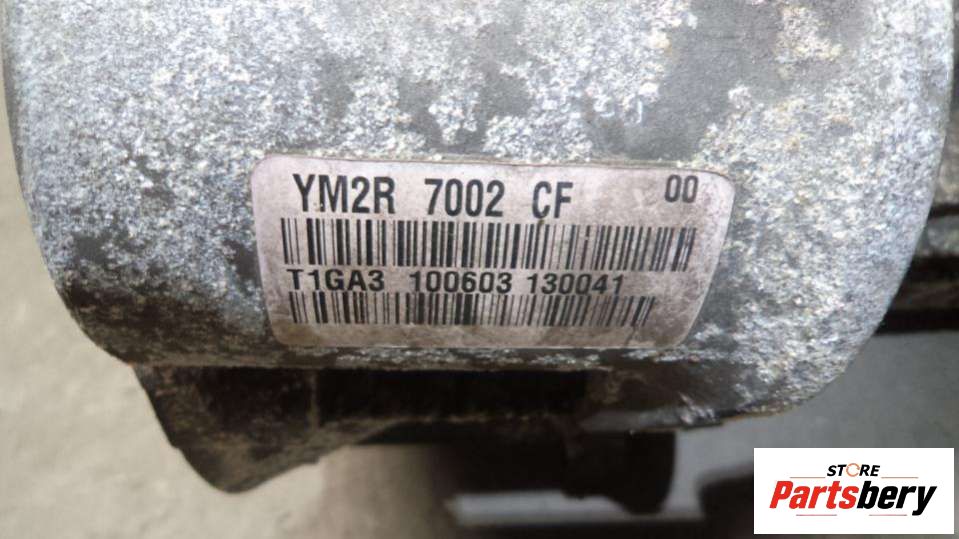 YM2R 7002 CF 00
T1GA3 100603 130041
STORE
Partsbery